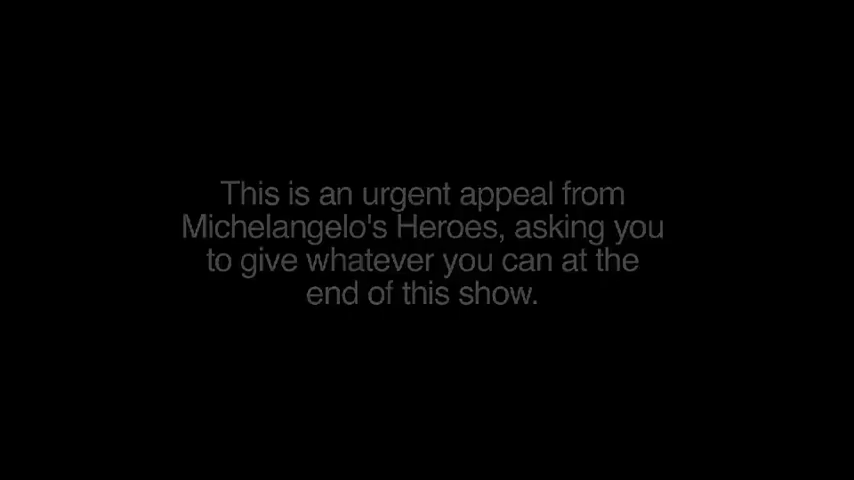 This is an urgent appeal from
Michelangelo's Heroes, asking you
to give whatever you can at the
end of this show.